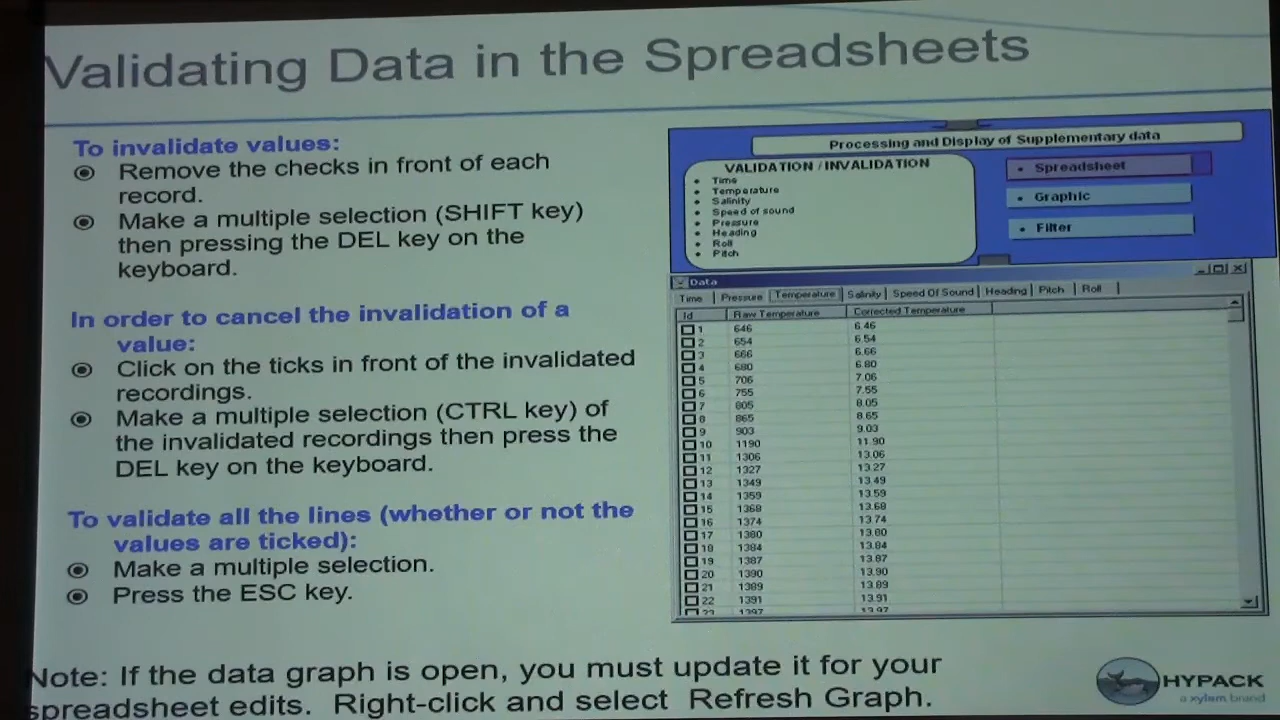 Validating Data in the Spreadsheets
To invalidate values:
Remove the checks in front of each
record.
Make a multiple selection (SHIFT key)
then pressing the DEL key on the
keyboard.
In order to cancel the invalidation of a
value:
Click on the ticks in front of the invalidated
recordings.
Make a multiple selection (CTRL key) of
the invalidated recordings then press the
DEL key on the keyboard.
To validate all the lines (whether or not the
values are ticked):
Make a multiple selection.
Press the ESC key.
Note: If the data graph is open, you must update it for your
spreadsheet edits. Right-click and select Refresh Graph.
Processing and Display of Supplementary data
VALIDATION / INVALIDATION
Time
Temperature
Salinity
Speed of sound
Pressure
Heading
Roll
Pitch
Spreadsheet
Graphic
Filter
Data
Time Pressure Temperature Salinity Speed Of Sound Heading Pitch Roll
Id Raw Temperature Corrected Temperature
1 646 6.46
2 654 6.54
3 666 6.66
4 680 6.80
5 706 7.06
6 755 7.55
7 805 8.05
8 865 8.65
9 903 9.03
10 1190 11.90
11 1306 13.06
12 1327 13.27
13 1349 13.49
14 1359 13.59
15 1368 13.68
16 1374 13.74
17 1380 13.80
18 1384 13.84
19 1387 13.87
20 1390 13.90
21 1389 13.89
22 1391 13.91
23 1397 13.97
HYPACK
a xylem brand